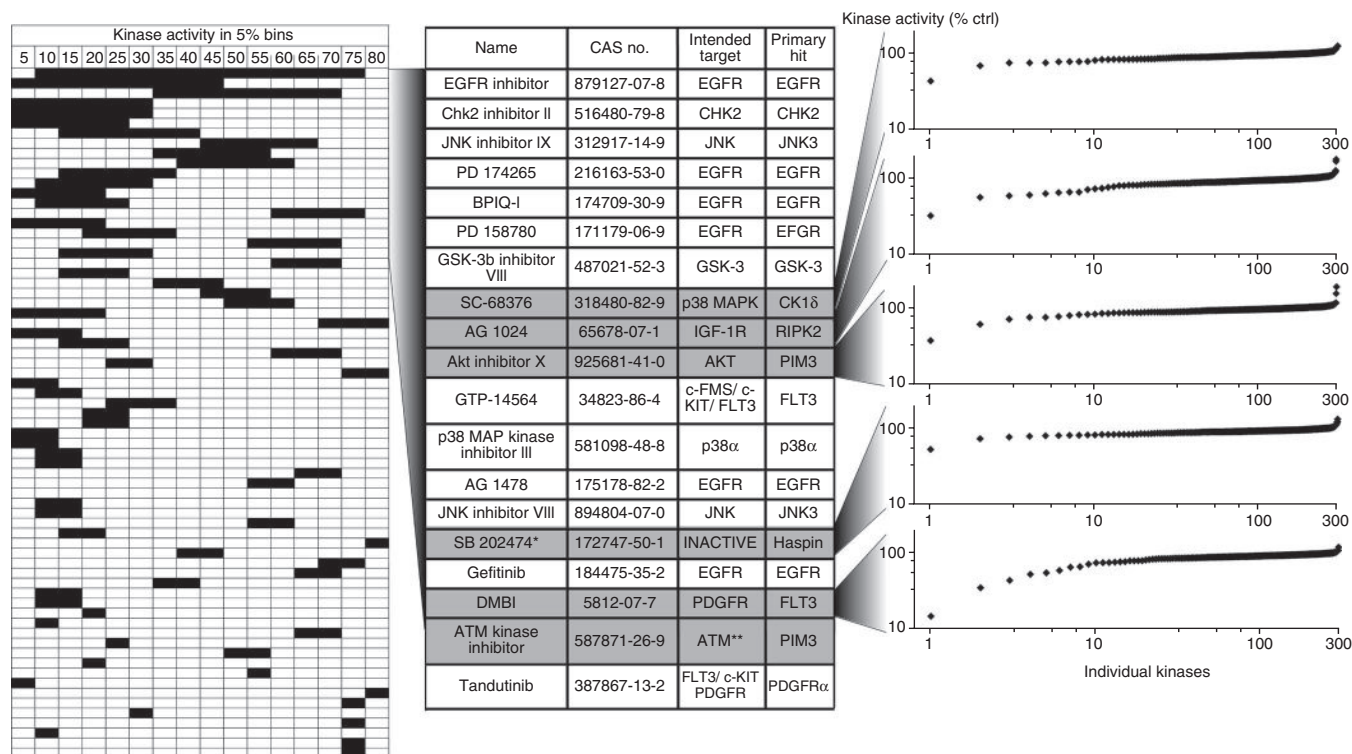 Kinase activity in 5% bins
5 10 15 20 25 30 35 40 45 50 55 60 65 70 75 80
Name CAS no. Intended target Primary hit
EGFR inhibitor 879127-07-8 EGFR EGFR
Chk2 inhibitor II 516480-79-8 CHK2 CHK2
JNK inhibitor IX 312917-14-9 JNK JNK3
PD 174265 216163-53-0 EGFR EGFR
BPIQ-I 174709-30-9 EGFR EGFR
PD 158780 171179-06-9 EGFR EFGR
GSK-3b inhibitor VIII 487021-52-3 GSK-3 GSK-3
SC-68376 318480-82-9 p38 MAPK CK1δ
AG 1024 65678-07-1 IGF-1R RIPK2
Akt inhibitor X 925681-41-0 AKT PIM3
GTP-14564 34823-86-4 c-FMS/ c-KIT/ FLT3 FLT3
p38 MAP kinase inhibitor III 581098-48-8 p38α p38α
AG 1478 175178-82-2 EGFR EGFR
JNK inhibitor VIII 894804-07-0 JNK JNK3
SB 202474* 172747-50-1 INACTIVE Haspin
Gefitinib 184475-35-2 EGFR EGFR
DMBI 5812-07-7 PDGFR FLT3
ATM kinase inhibitor 587871-26-9 ATM** PIM3
Tandutinib 387867-13-2 FLT3/ c-KIT PDGFR PDGFRα
Kinase activity (% ctrl)
100
10
1 10 100 300
100
10
1 10 100 300
100
10
1 10 100 300
100
10
1 10 100 300
100
10
1 10 100 300
Individual kinases